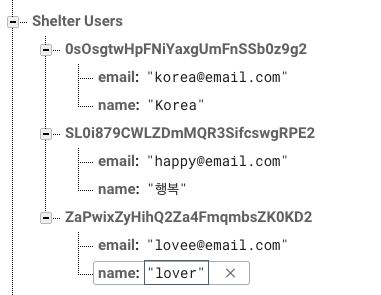 Shelter Users
0sOsgtwHpFNiYaxgUmFnSSb0z9g2
email: "korea@email.com"
name: "Korea"
SL0i879CWLZDmMQR3SifcswgRPE2
email: "happy@email.com"
name: "행복"
ZaPwixZyHihQ2Za4FmqmbsZK0KD2
email: "lovee@email.com"
name: "lover"